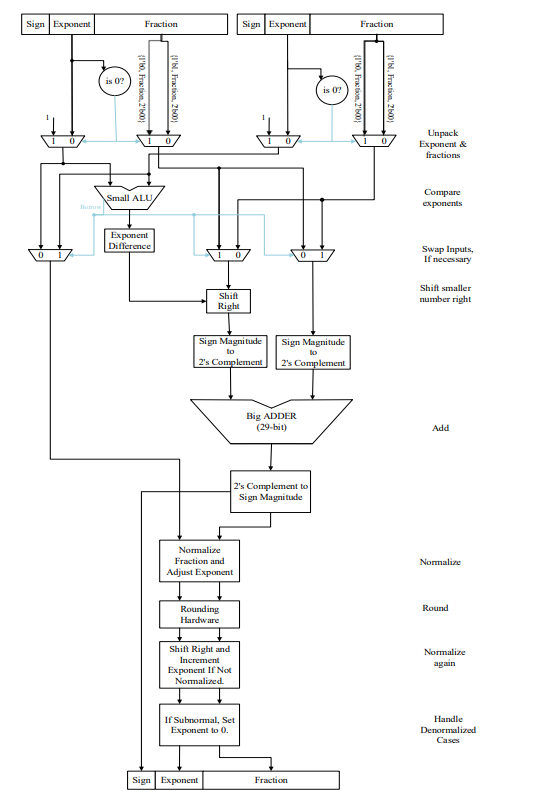 Sign Exponent Fraction Sign Exponent Fraction
is 0?
{1'b0, Fraction, 2'b00}
{1'b1, Fraction, 2'b00}
is 0?
{1'b0, Fraction, 2'b00}
{1'b1, Fraction, 2'b00}
1
1
1 0
1 0
1 0
1 0
Unpack
Exponent &
fractions
Small ALU
Compare
exponents
Borrow
Exponent
Difference
0 1
1 0
0 1
Swap Inputs,
If necessary
Shift
Right
Shift smaller
number right
Sign Magnitude
to
2's Complement
Sign Magnitude
to
2's Complement
Big ADDER
(29-bit)
Add
2's Complement to
Sign Magnitude
Normalize
Fraction and
Adjust Exponent
Normalize
Rounding
Hardware
Round
Shift Right and
Increment
Exponent If Not
Normalized.
Normalize
again
If Subnormal, Set
Exponent to 0.
Handle
Denormalized
Cases
Sign Exponent Fraction